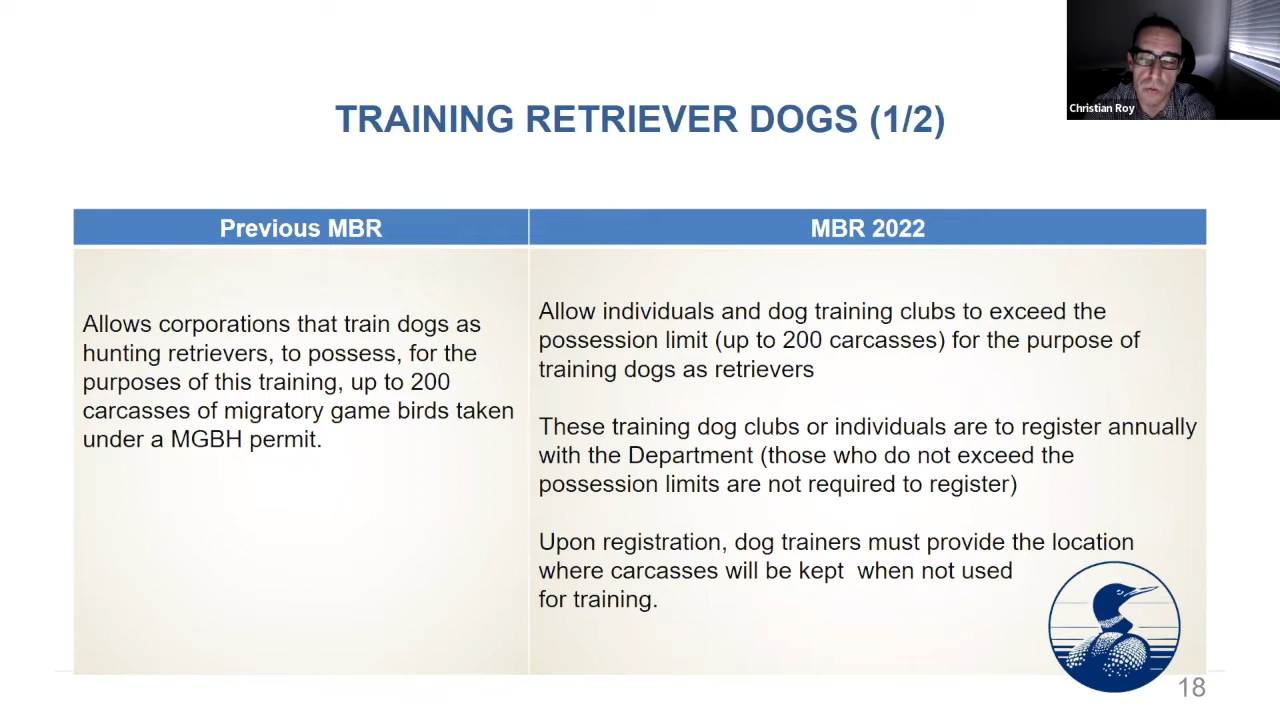 Christian Roy
TRAINING RETRIEVER DOGS (1/2)
Previous MBR
MBR 2022
Allows corporations that train dogs as
hunting retrievers, to possess, for the
purposes of this training, up to 200
carcasses of migratory game birds taken
under a MGBH permit.
Allow individuals and dog training clubs to exceed the
possession limit (up to 200 carcasses) for the purpose of
training dogs as retrievers
These training dog clubs or individuals are to register annually
with the Department (those who do not exceed the
possession limits are not required to register)
Upon registration, dog trainers must provide the location
where carcasses will be kept  when not used
for training.
18